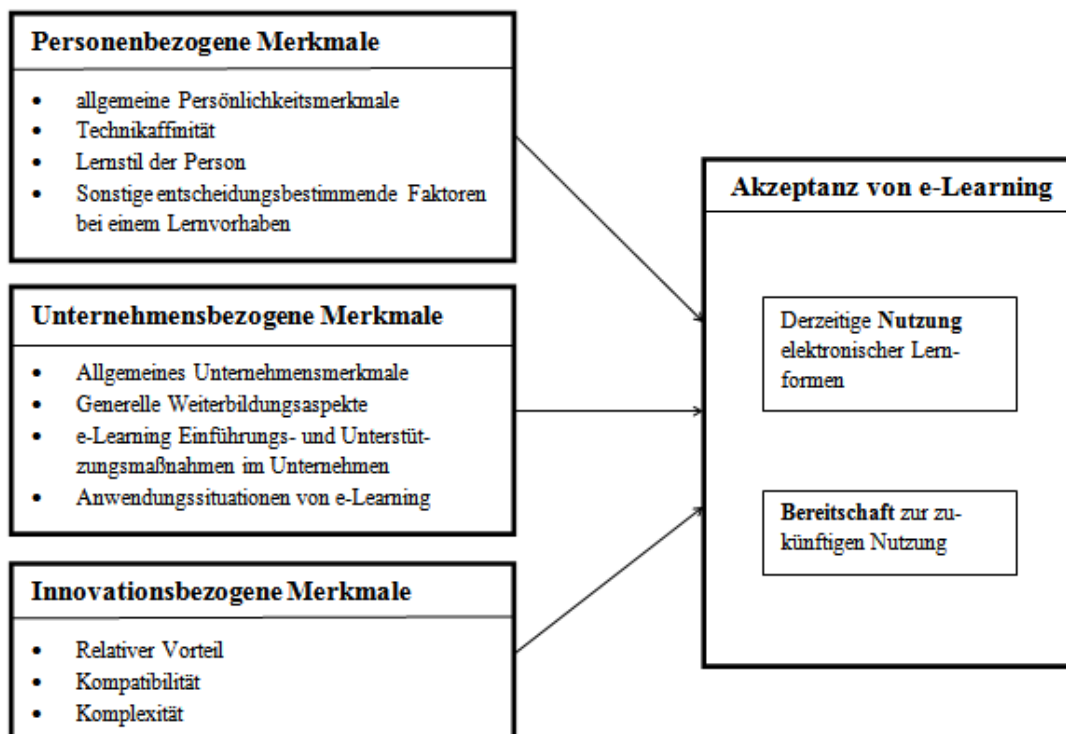 Personenbezogene Merkmale
• allgemeine Persönlichkeitsmerkmale
• Technikaffinität
• Lernstil der Person
• Sonstige entscheidungsbestimmende Faktoren
bei einem Lernvorhaben
Unternehmensbezogene Merkmale
• Allgemeines Unternehmensmerkmale
• Generelle Weiterbildungsaspekte
• e-Learning Einführungs- und Unterstüt-
zungsmaßnahmen im Unternehmen
• Anwendungssituationen von e-Learning
Innovationsbezogene Merkmale
• Relativer Vorteil
• Kompatibilität
• Komplexität
Akzeptanz von e-Learning
Derzeitige Nutzung
elektronischer Lern-
formen
Bereitschaft zur zu-
künftigen Nutzung